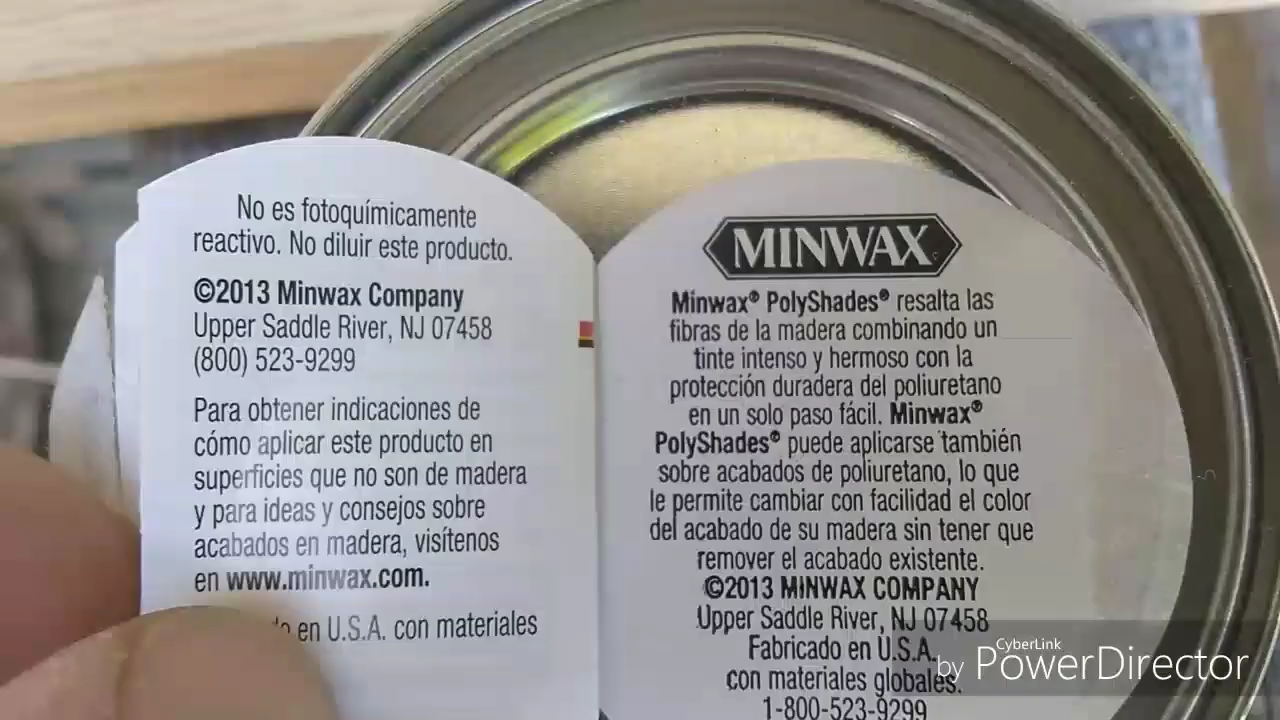 No es fotoquímicamente
reactivo. No diluir este producto.
©2013 Minwax Company
Upper Saddle River, NJ 07458
(800) 523-9299
Para obtener indicaciones de
cómo aplicar este producto en
superficies que no son de madera
y para ideas y consejos sobre
acabados en madera, visítenos
en www.minwax.com.
en U.S.A. con materiales
MINWAX
Minwax® PolyShades® resalta las
fibras de la madera combinando un
tinte intenso y hermoso con la
protección duradera del poliuretano
en un solo paso fácil. Minwax®
PolyShades® puede aplicarse también
sobre acabados de poliuretano, lo que
le permite cambiar con facilidad el color
del acabado de su madera sin tener que
remover el acabado existente.
©2013 MINWAX COMPANY
Upper Saddle River, NJ 07458
Fabricado en U.S.A.
con materiales globales.
1-800-523-9299
CyberLink
by PowerDirector